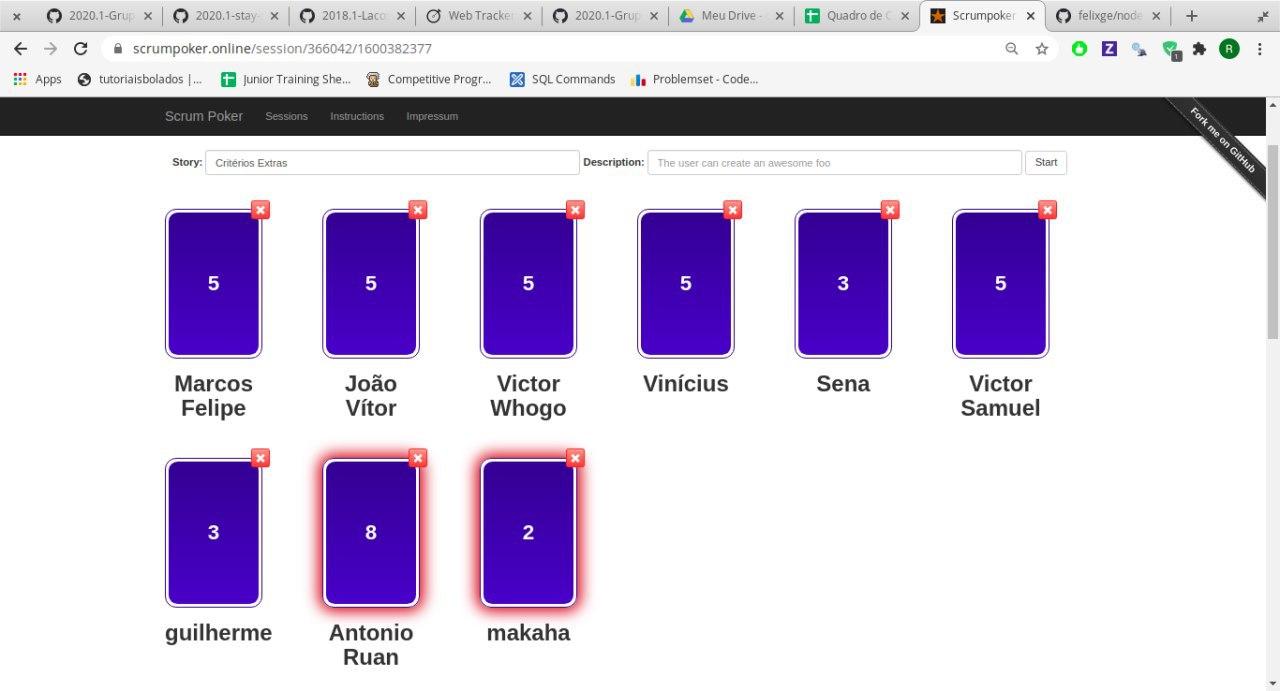 2020.1-Grup
2020.1-stay-
2018.1-Laco
Web Tracke
2020.1-Grup
Meu Drive -
Quadro de C
Scrumpoker
felixge/node
scrumpoker.online/session/366042/1600382377
R
1
Apps
tutoriaisbolados |...
Junior Training She...
Competitive Progr...
SQL Commands
Problemset - Code...
Scrum Poker
Sessions
Instructions
Impressum
Fork me on GitHub
Story: Critérios Extras Description: The user can create an awesome foo Start
5 5 5 5 3 5
Marcos Felipe
João Vítor
Victor Whogo
Vinícius
Sena
Victor Samuel
3 8 2
guilherme
Antonio Ruan
makaha